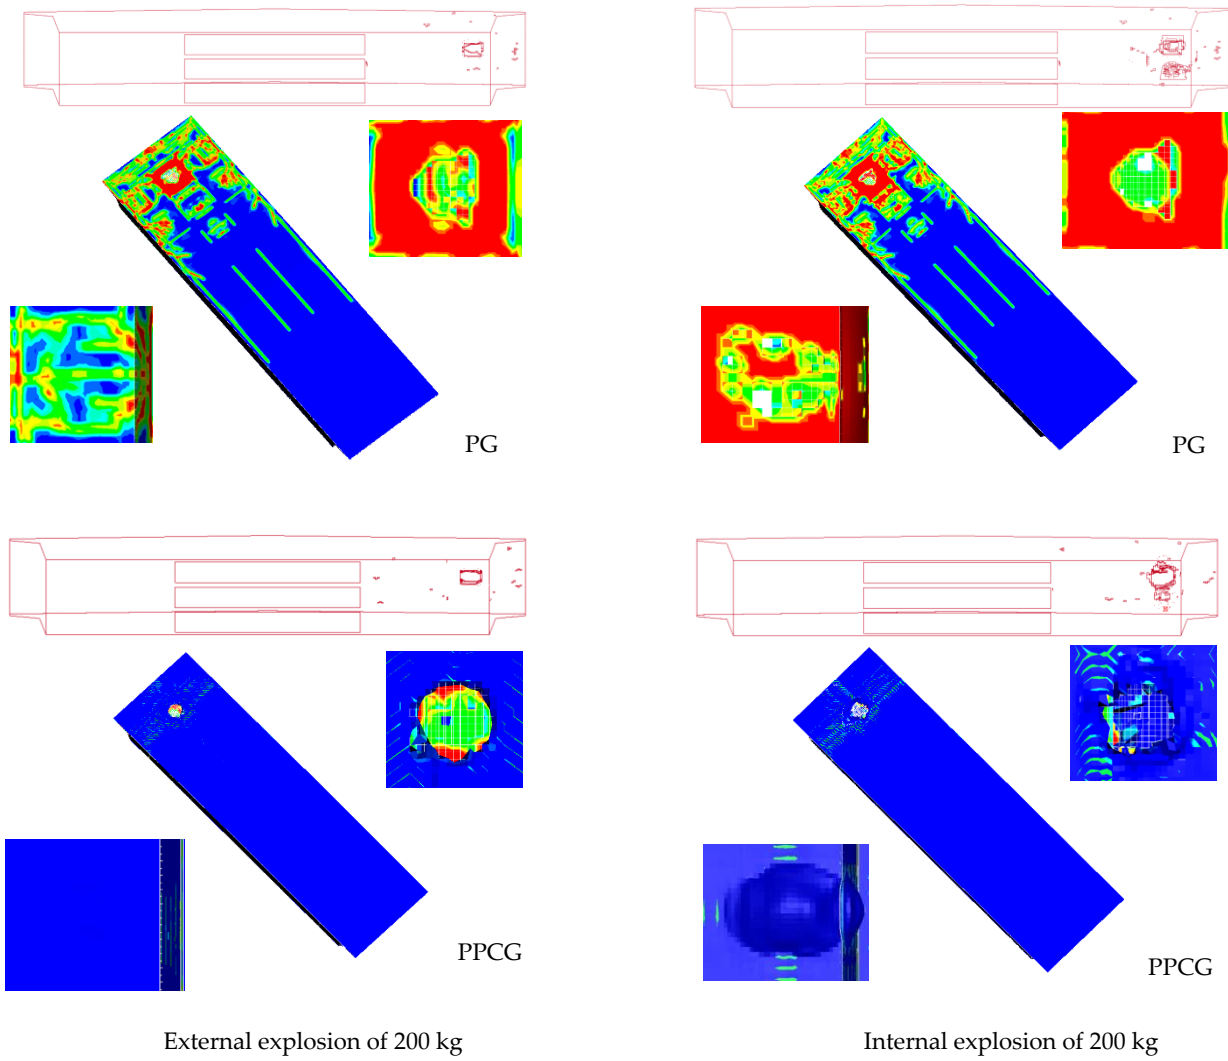 PG
PG
PPCG
PPCG
External explosion of 200 kg
Internal explosion of 200 kg